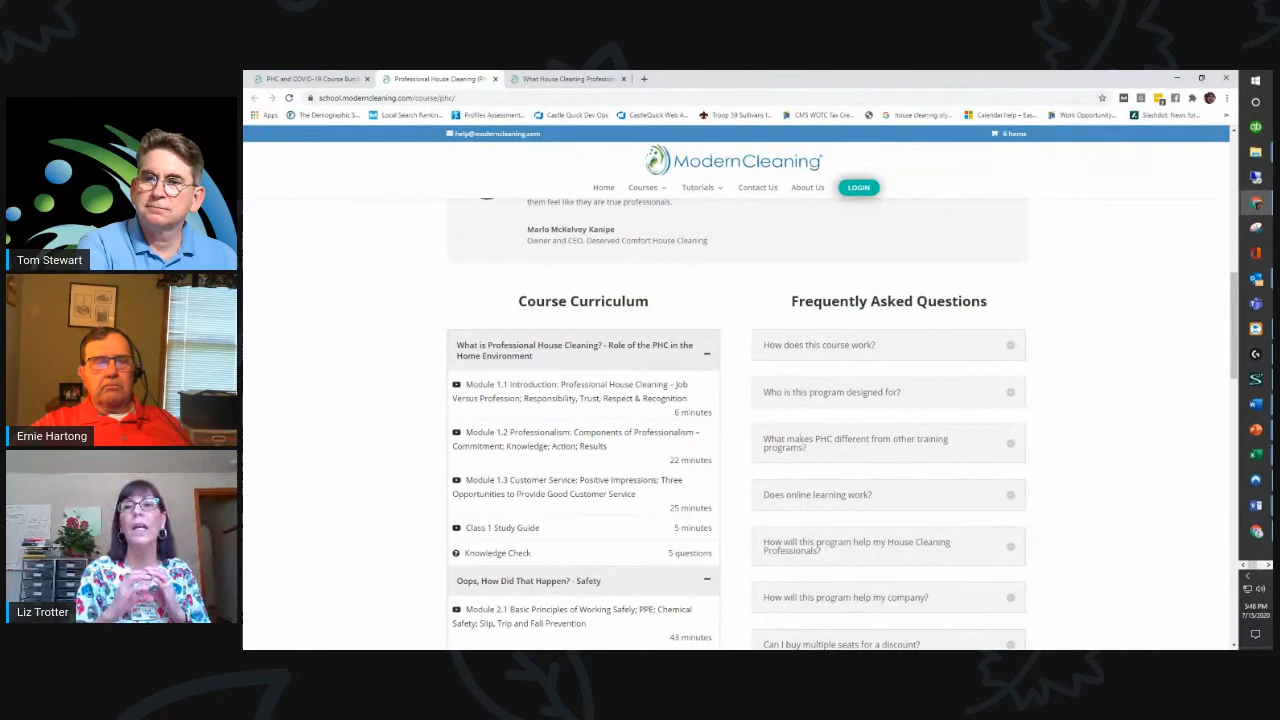 Tom Stewart
Ernie Hartong
Liz Trotter
PHC and COVID-19 Course Bun
Professional House Cleaning (P
What House Cleaning Profession
school.moderncleaning.com/course/phc/
Apps
The Demographic S...
Local Search Rankin...
Profiles Assessment...
Castle Quick Dev Ops
CastleQuick Web A...
Troop 59 Sullivans I...
CMS WOTC Tax Cre...
house cleaning oly...
Calendar.help – Eas...
Work Opportunity...
Slashdot: News for...
help@moderncleaning.com
6 Items
ModernCleaning
Home
Courses
Tutorials
Contact Us
About Us
LOGIN
them feel like they are true professionals.
Marlo McKelvey Kanipe
Owner and CEO, Deserved Comfort House Cleaning
Course Curriculum
What is Professional House Cleaning? - Role of the PHC in the
Home Environment
Module 1.1 Introduction: Professional House Cleaning – Job
Versus Profession; Responsibility, Trust, Respect & Recognition
6 minutes
Module 1.2 Professionalism: Components of Professionalism –
Commitment; Knowledge; Action; Results
22 minutes
Module 1.3 Customer Service: Positive Impressions; Three
Opportunities to Provide Good Customer Service
25 minutes
Class 1 Study Guide
5 minutes
Knowledge Check
5 questions
Oops, How Did That Happen? - Safety
Module 2.1 Basic Principles of Working Safely; PPE; Chemical
Safety; Slip, Trip and Fall Prevention
43 minutes
Frequently Asked Questions
How does this course work?
Who is this program designed for?
What makes PHC different from other training
programs?
Does online learning work?
How will this program help my House Cleaning
Professionals?
How will this program help my company?
Can I buy multiple seats for a discount?
5:48 PM
7/15/2020